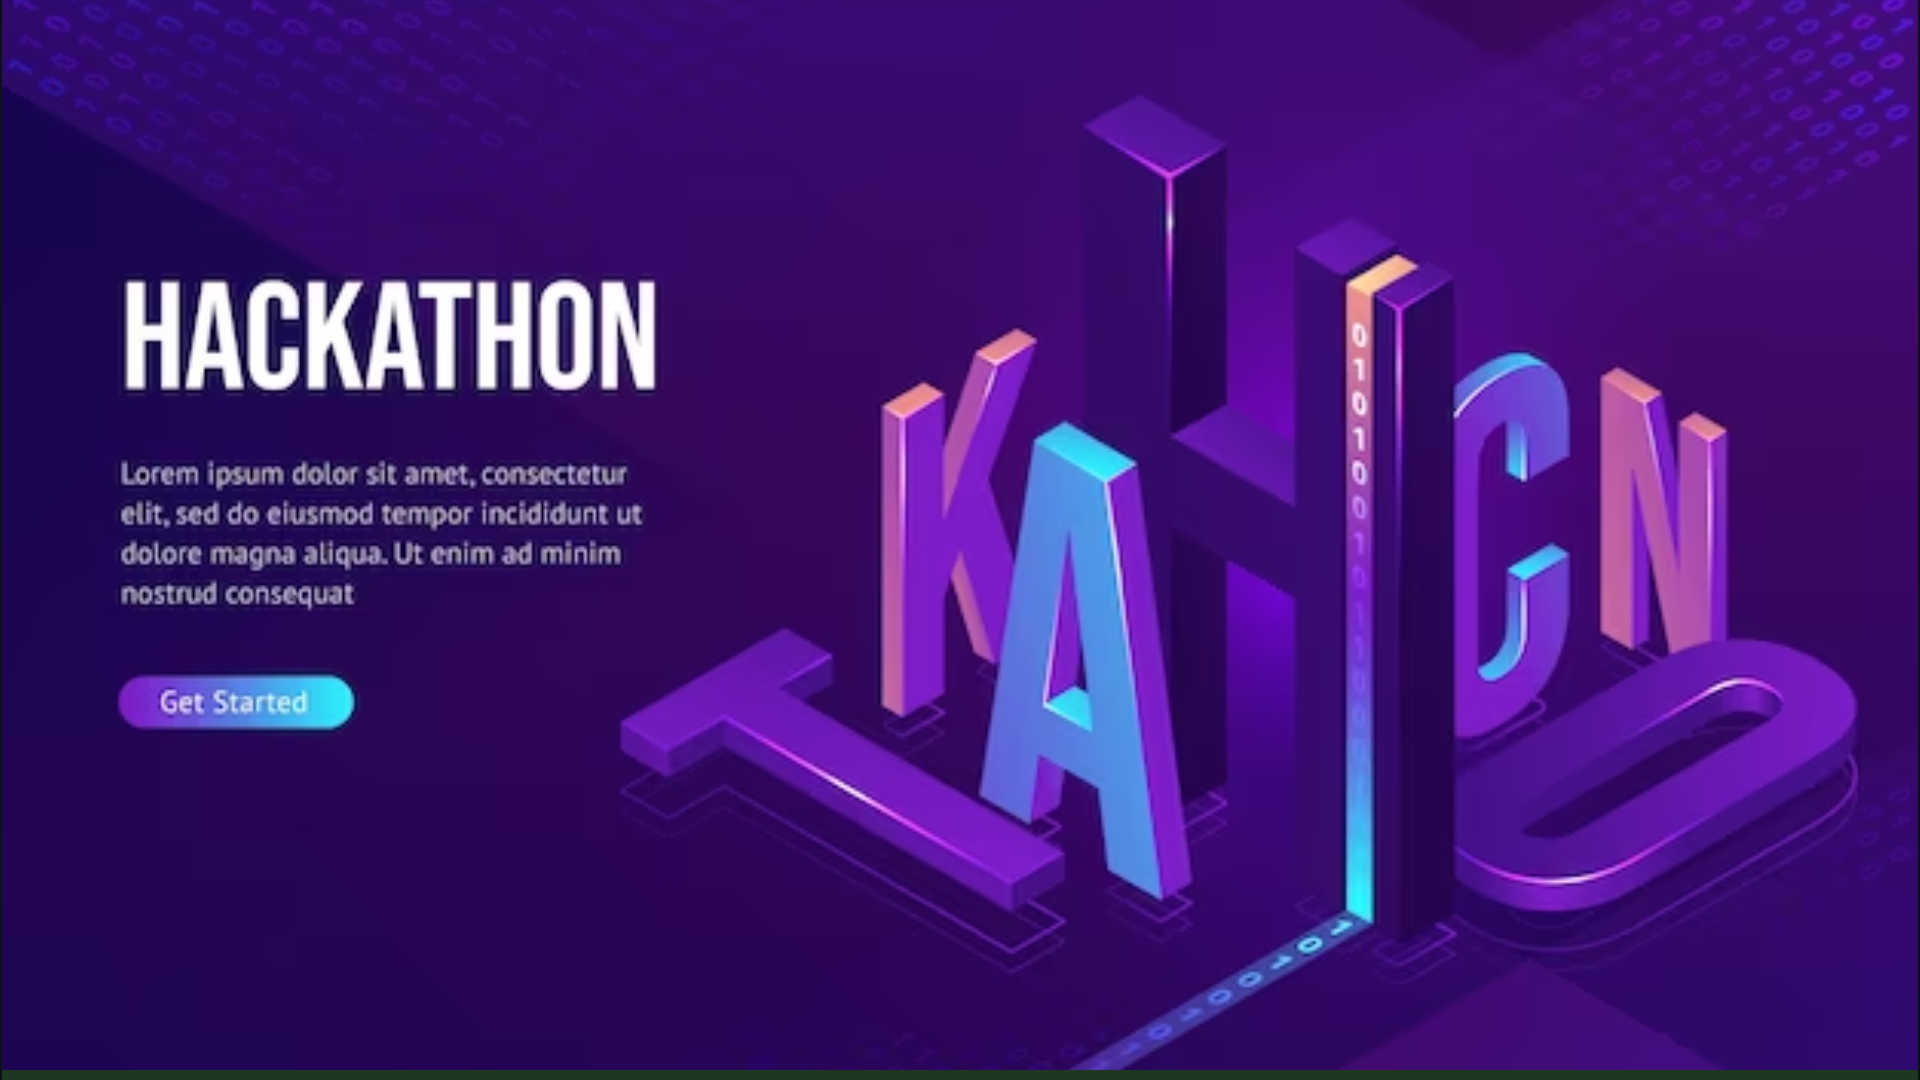 HACKATHON
Lorem ipsum dolor sit amet, consectetur
elit, sed do eiusmod tempor incididunt ut
dolore magna aliqua. Ut enim ad minim
nostrud consequat
Get Started
K
A
T
H
C
N
O